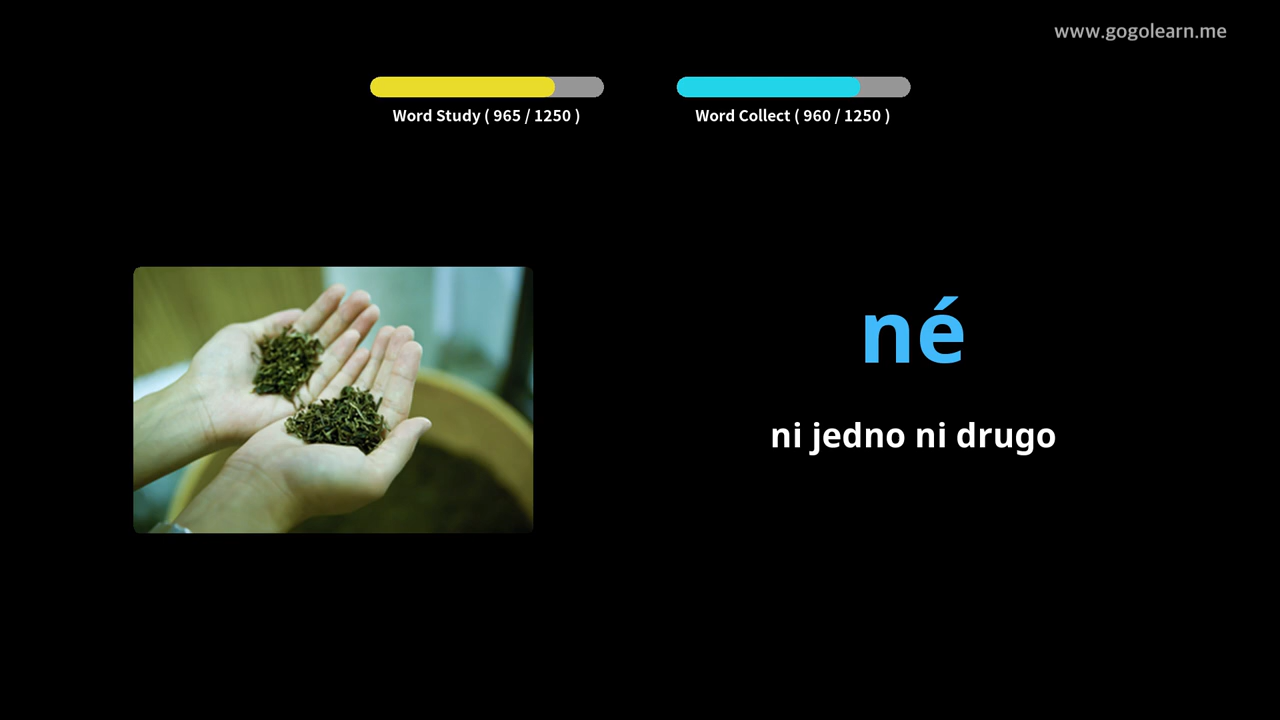 www.gogolearn.me
Word Study ( 965 / 1250 )
Word Collect ( 960 / 1250 )
né
ni jedno ni drugo